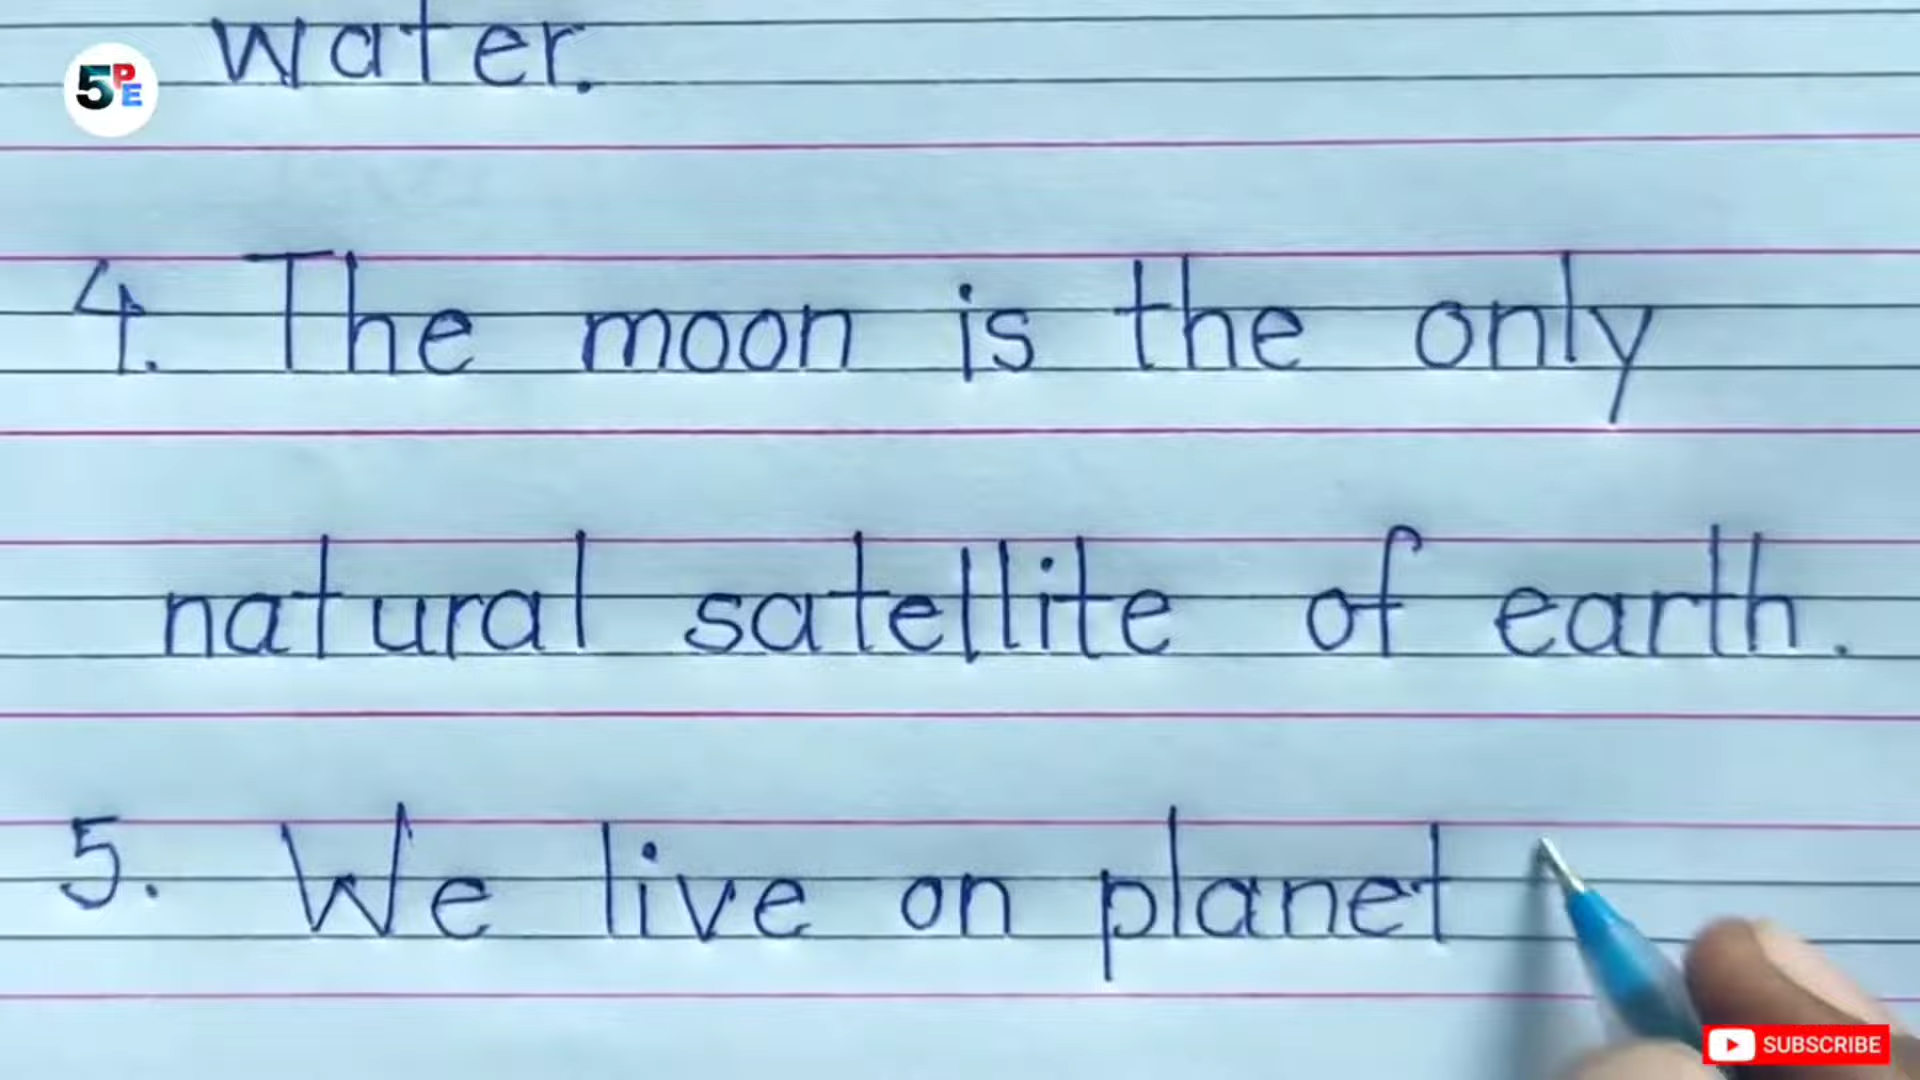 water.
5PE
4. The moon is the only
natural satellite of earth.
5. We live on planet
SUBSCRIBE